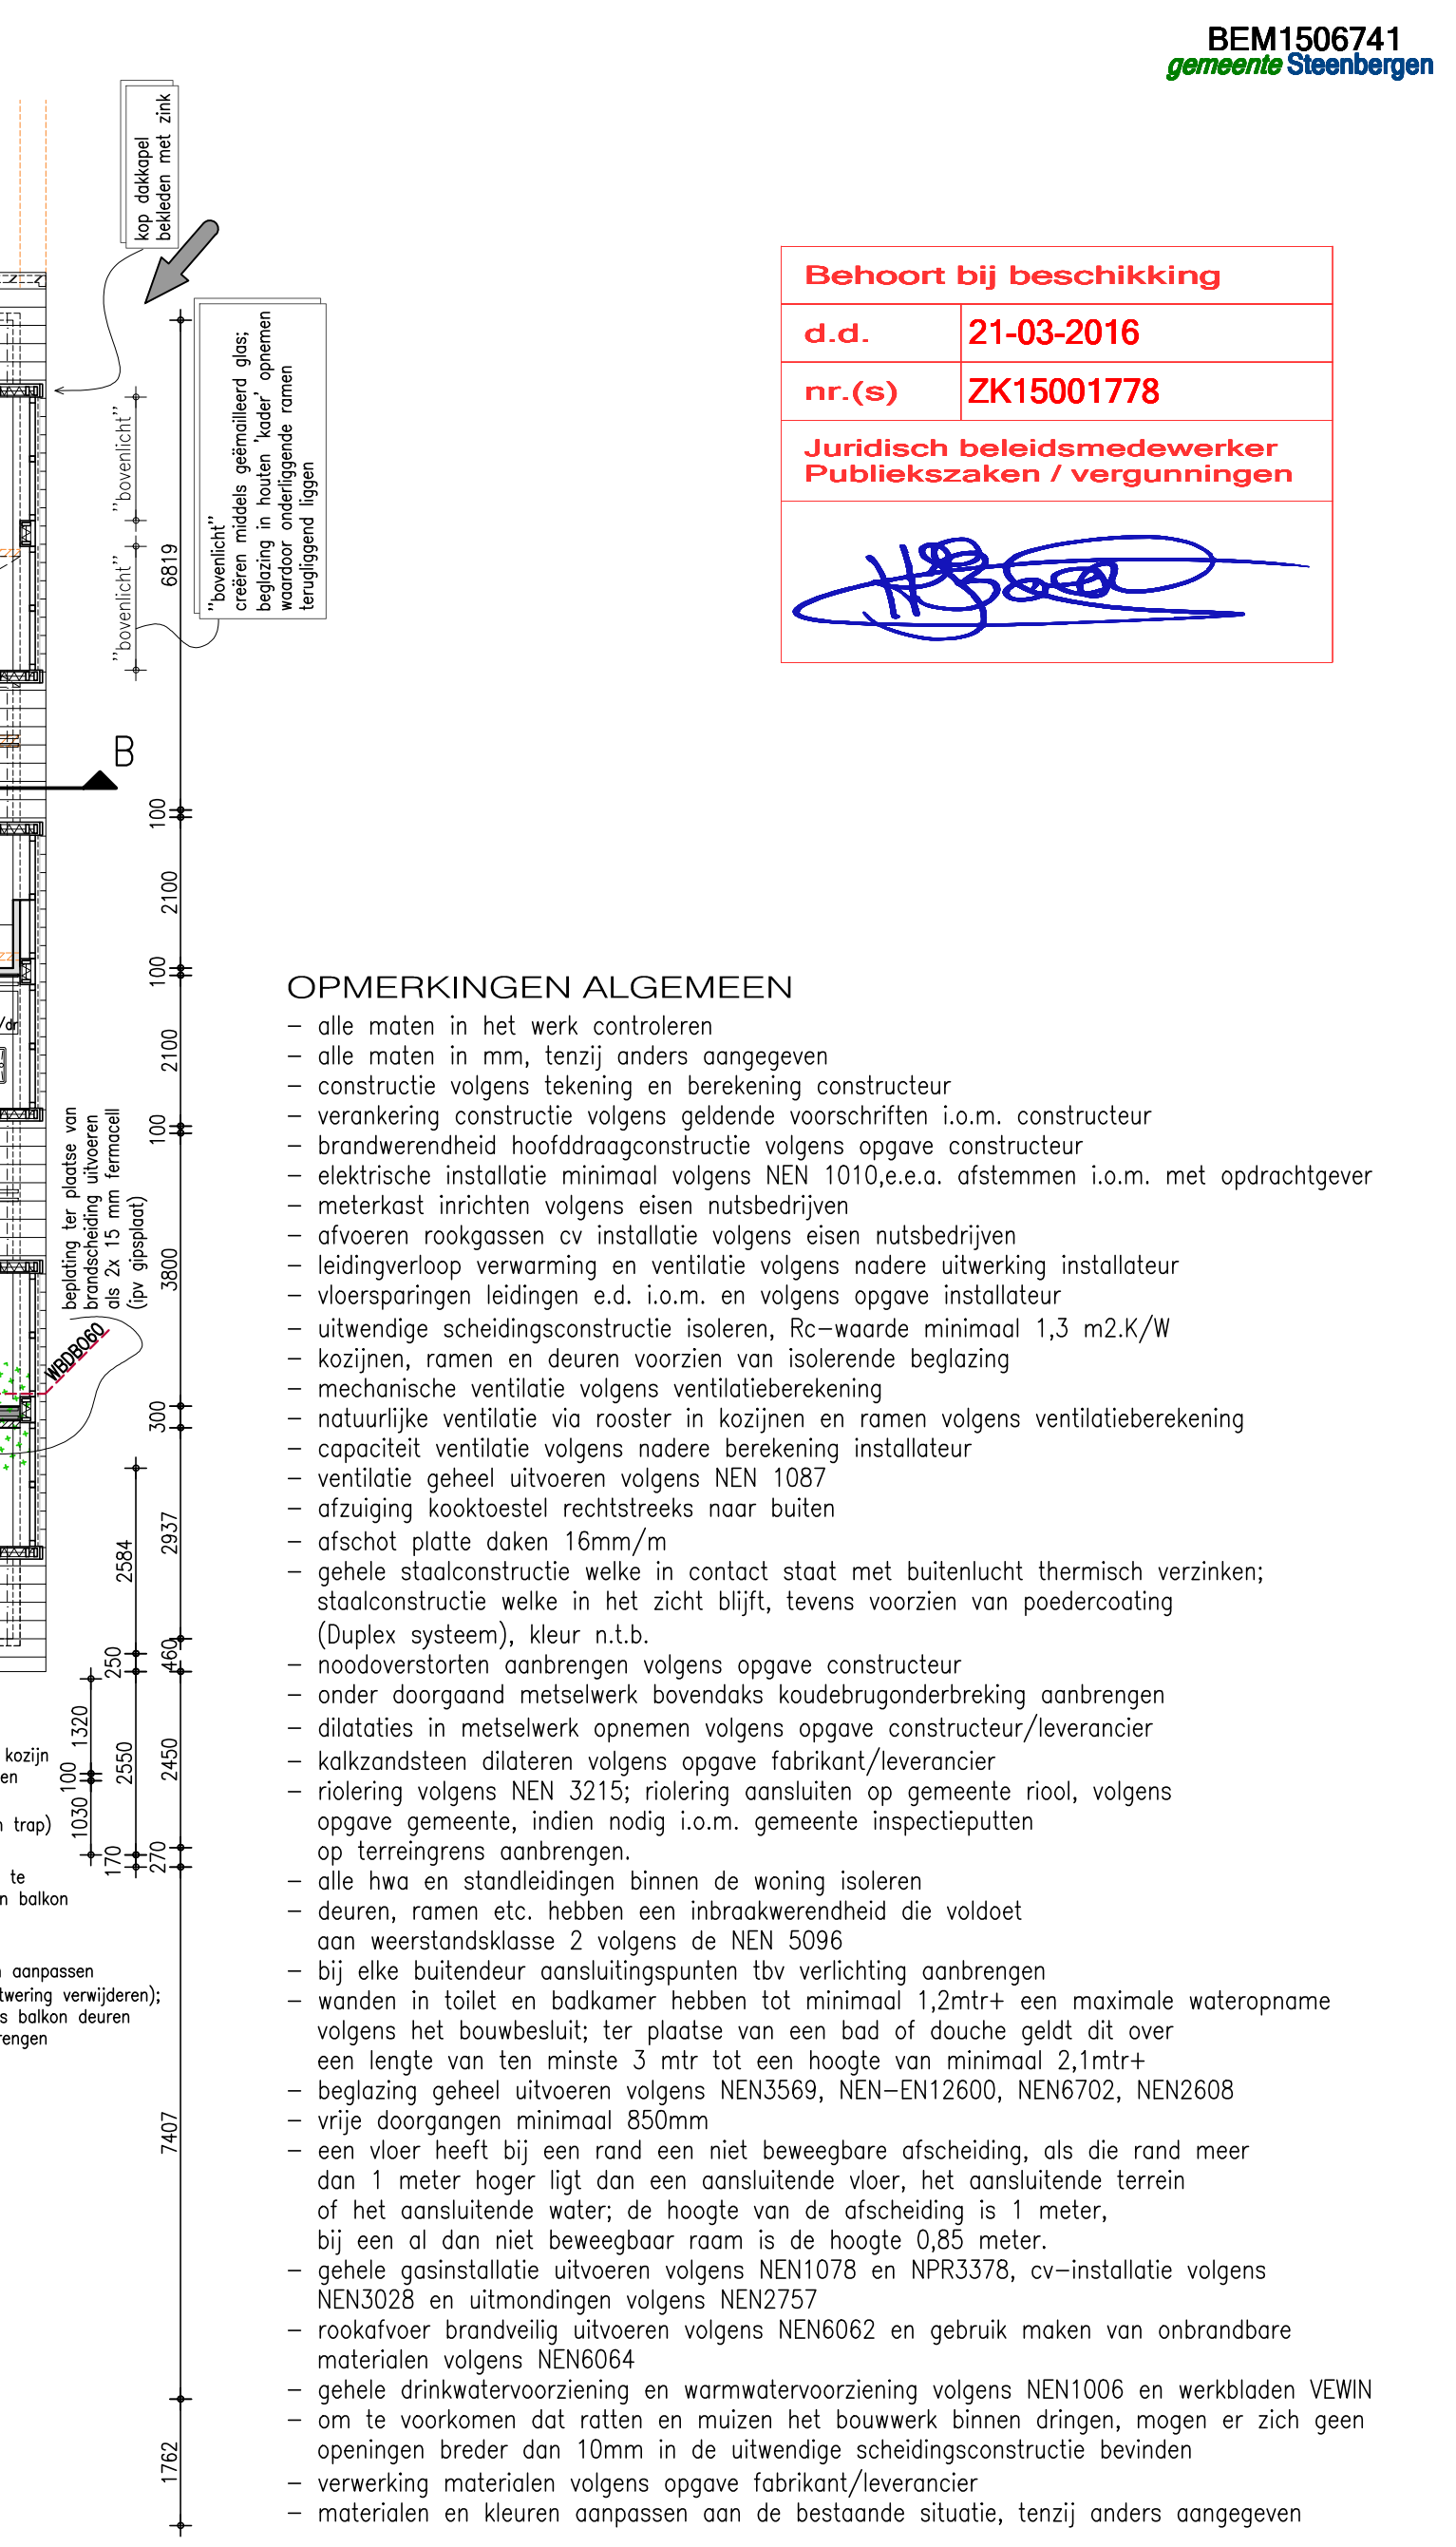 BEM1506741
gemeente Steenbergen
kop dakkapel
bekleden met zink
Behoort bij beschikking
d.d. 21-03-2016
nr.(s) ZK15001778
Juridisch beleidsmedewerker
Publiekszaken / vergunningen
"bovenlicht"
creëren middels geëmailleerd glas;
beglazing in houten 'kader' opnemen
waardoor onderliggende ramen
terugliggend liggen
"bovenlicht"
"bovenlicht"
6819
B
100
2100
100
2100
100
3800
300
2937
460
2450
270
7407
1762
2584
250
2550
170
1320
100
1030
/dr
beplating ter plaatse van
brandscheiding uitvoeren
als 2x 15 mm fermacell
(ipv gipsplaat)
WBDBO60
kozijn
en
trap)
te
n balkon
aanpassen
twering verwijderen);
s balkon deuren
rengen
OPMERKINGEN ALGEMEEN
– alle maten in het werk controleren
– alle maten in mm, tenzij anders aangegeven
– constructie volgens tekening en berekening constructeur
– verankering constructie volgens geldende voorschriften i.o.m. constructeur
– brandwerendheid hoofddraagconstructie volgens opgave constructeur
– elektrische installatie minimaal volgens NEN 1010,e.e.a. afstemmen i.o.m. met opdrachtgever
– meterkast inrichten volgens eisen nutsbedrijven
– afvoeren rookgassen cv installatie volgens eisen nutsbedrijven
– leidingverloop verwarming en ventilatie volgens nadere uitwerking installateur
– vloersparingen leidingen e.d. i.o.m. en volgens opgave installateur
– uitwendige scheidingsconstructie isoleren, Rc–waarde minimaal 1,3 m2.K/W
– kozijnen, ramen en deuren voorzien van isolerende beglazing
– mechanische ventilatie volgens ventilatieberekening
– natuurlijke ventilatie via rooster in kozijnen en ramen volgens ventilatieberekening
– capaciteit ventilatie volgens nadere berekening installateur
– ventilatie geheel uitvoeren volgens NEN 1087
– afzuiging kooktoestel rechtstreeks naar buiten
– afschot platte daken 16mm/m
– gehele staalconstructie welke in contact staat met buitenlucht thermisch verzinken;
staalconstructie welke in het zicht blijft, tevens voorzien van poedercoating
(Duplex systeem), kleur n.t.b.
– noodoverstorten aanbrengen volgens opgave constructeur
– onder doorgaand metselwerk bovendaks koudebrugonderbreking aanbrengen
– dilataties in metselwerk opnemen volgens opgave constructeur/leverancier
– kalkzandsteen dilateren volgens opgave fabrikant/leverancier
– riolering volgens NEN 3215; riolering aansluiten op gemeente riool, volgens
opgave gemeente, indien nodig i.o.m. gemeente inspectieputten
op terreingrens aanbrengen.
– alle hwa en standleidingen binnen de woning isoleren
– deuren, ramen etc. hebben een inbraakwerendheid die voldoet
aan weerstandsklasse 2 volgens de NEN 5096
– bij elke buitendeur aansluitingspunten tbv verlichting aanbrengen
– wanden in toilet en badkamer hebben tot minimaal 1,2mtr+ een maximale wateropname
volgens het bouwbesluit; ter plaatse van een bad of douche geldt dit over
een lengte van ten minste 3 mtr tot een hoogte van minimaal 2,1mtr+
– beglazing geheel uitvoeren volgens NEN3569, NEN–EN12600, NEN6702, NEN2608
– vrije doorgangen minimaal 850mm
– een vloer heeft bij een rand een niet beweegbare afscheiding, als die rand meer
dan 1 meter hoger ligt dan een aansluitende vloer, het aansluitende terrein
of het aansluitende water; de hoogte van de afscheiding is 1 meter,
bij een al dan niet beweegbaar raam is de hoogte 0,85 meter.
– gehele gasinstallatie uitvoeren volgens NEN1078 en NPR3378, cv–installatie volgens
NEN3028 en uitmondingen volgens NEN2757
– rookafvoer brandveilig uitvoeren volgens NEN6062 en gebruik maken van onbrandbare
materialen volgens NEN6064
– gehele drinkwatervoorziening en warmwatervoorziening volgens NEN1006 en werkbladen VEWIN
– om te voorkomen dat ratten en muizen het bouwwerk binnen dringen, mogen er zich geen
openingen breder dan 10mm in de uitwendige scheidingsconstructie bevinden
– verwerking materialen volgens opgave fabrikant/leverancier
– materialen en kleuren aanpassen aan de bestaande situatie, tenzij anders aangegeven